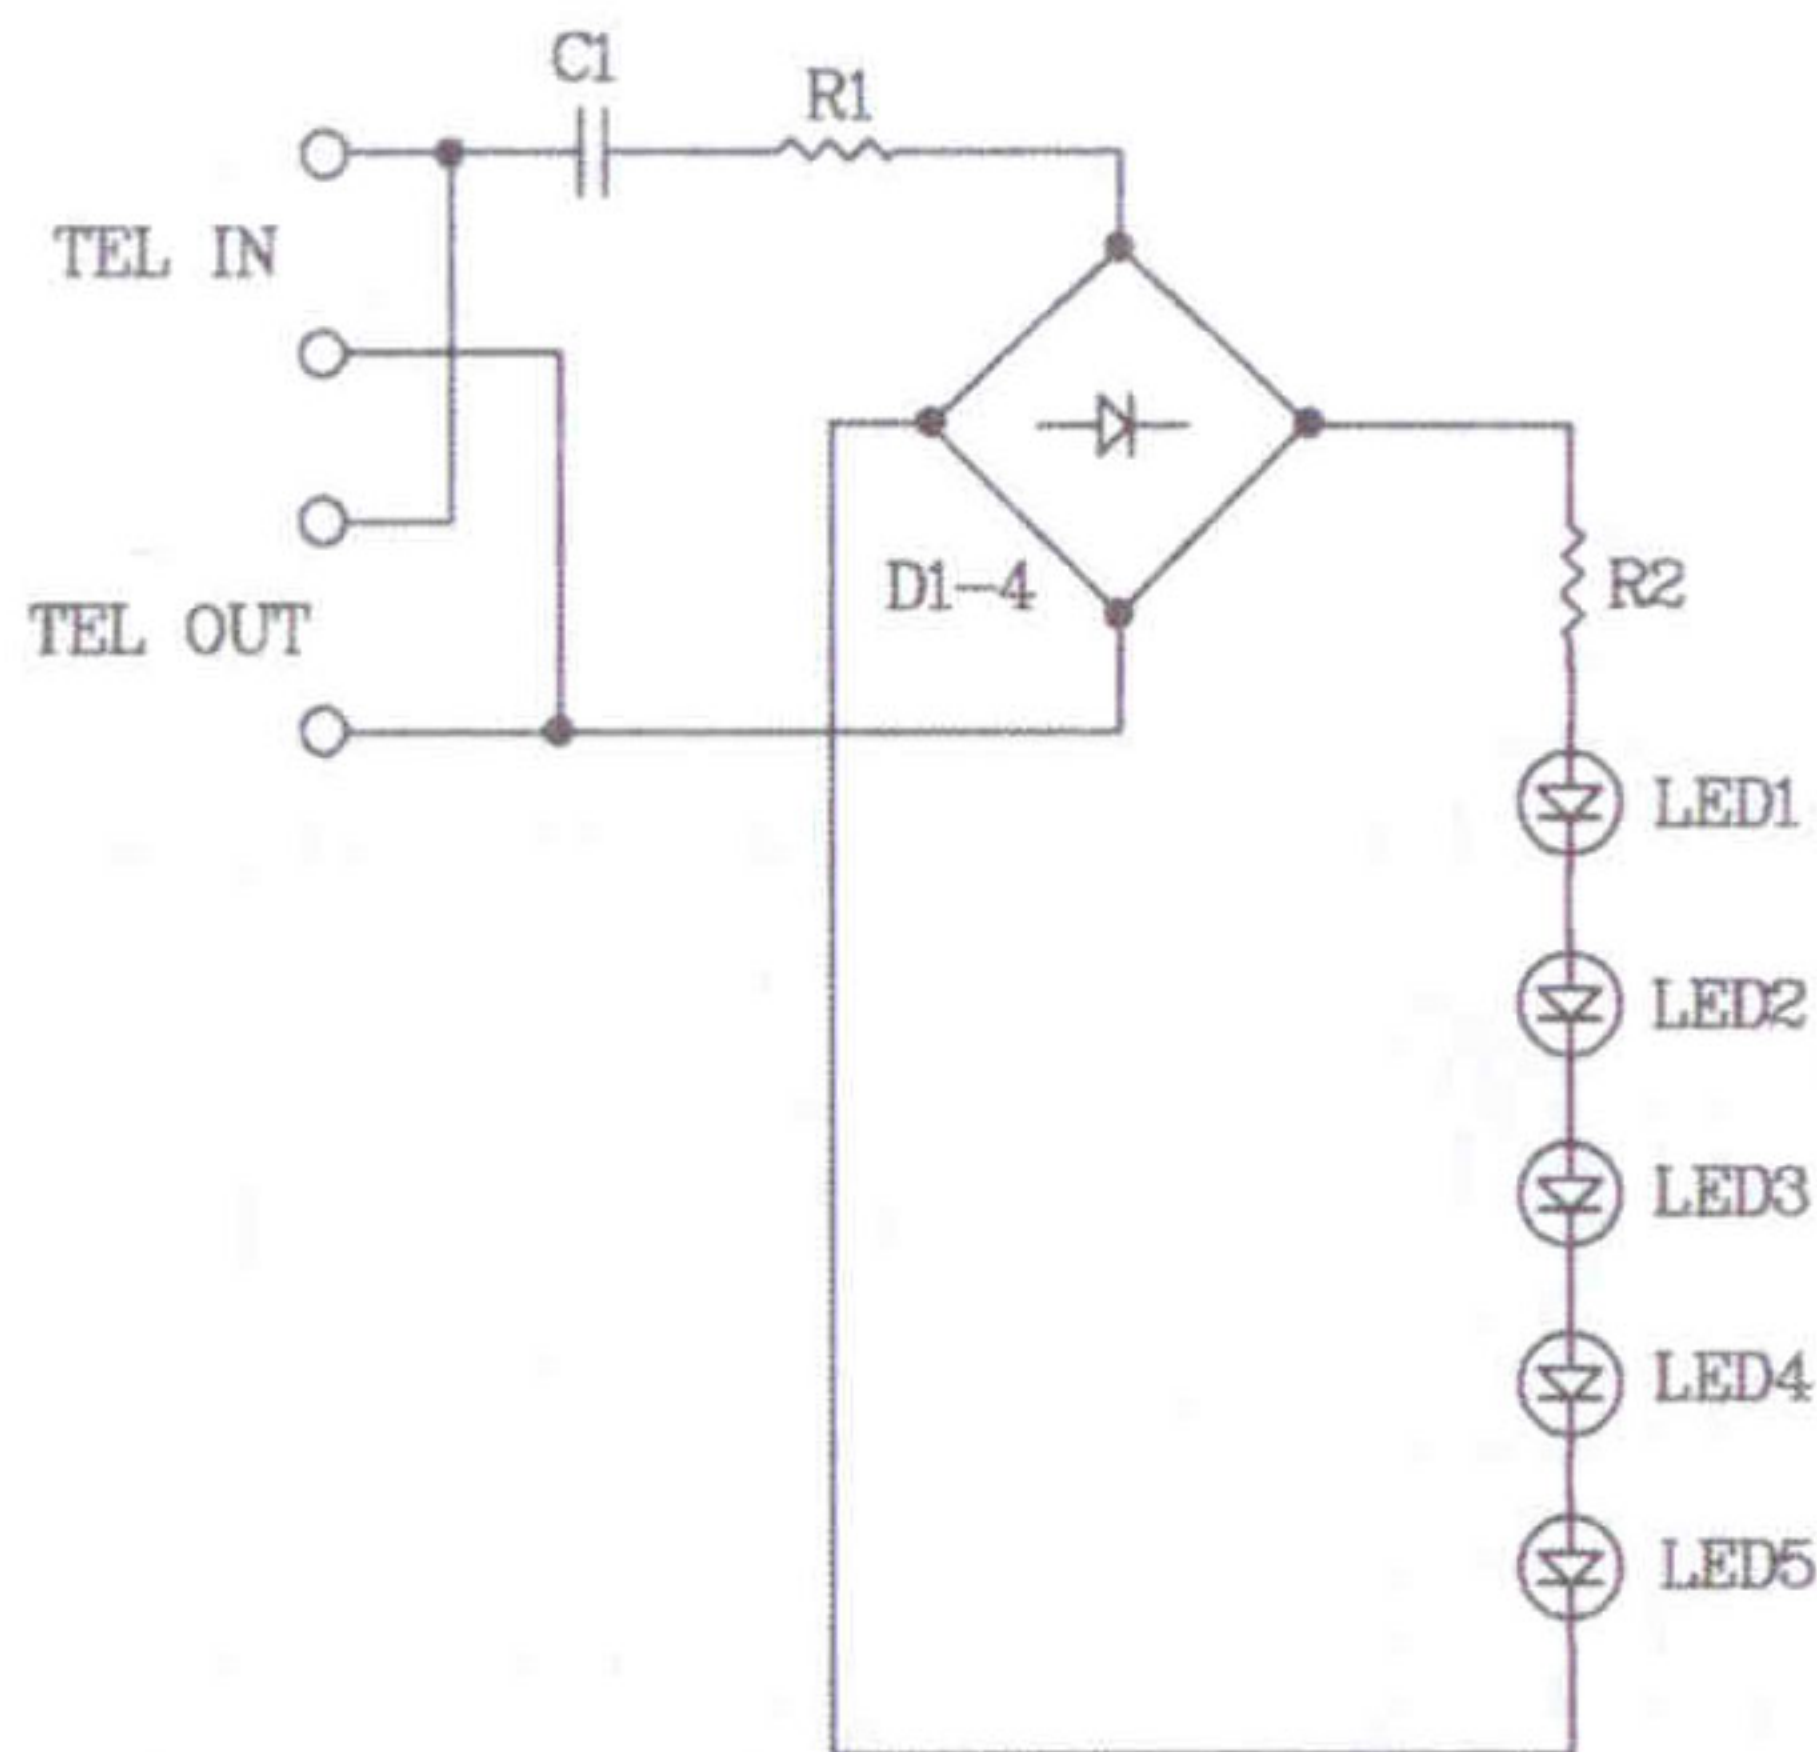 C1
R1
TEL IN
D1-4
R2
TEL OUT
LED1
LED2
LED3
LED4
LED5